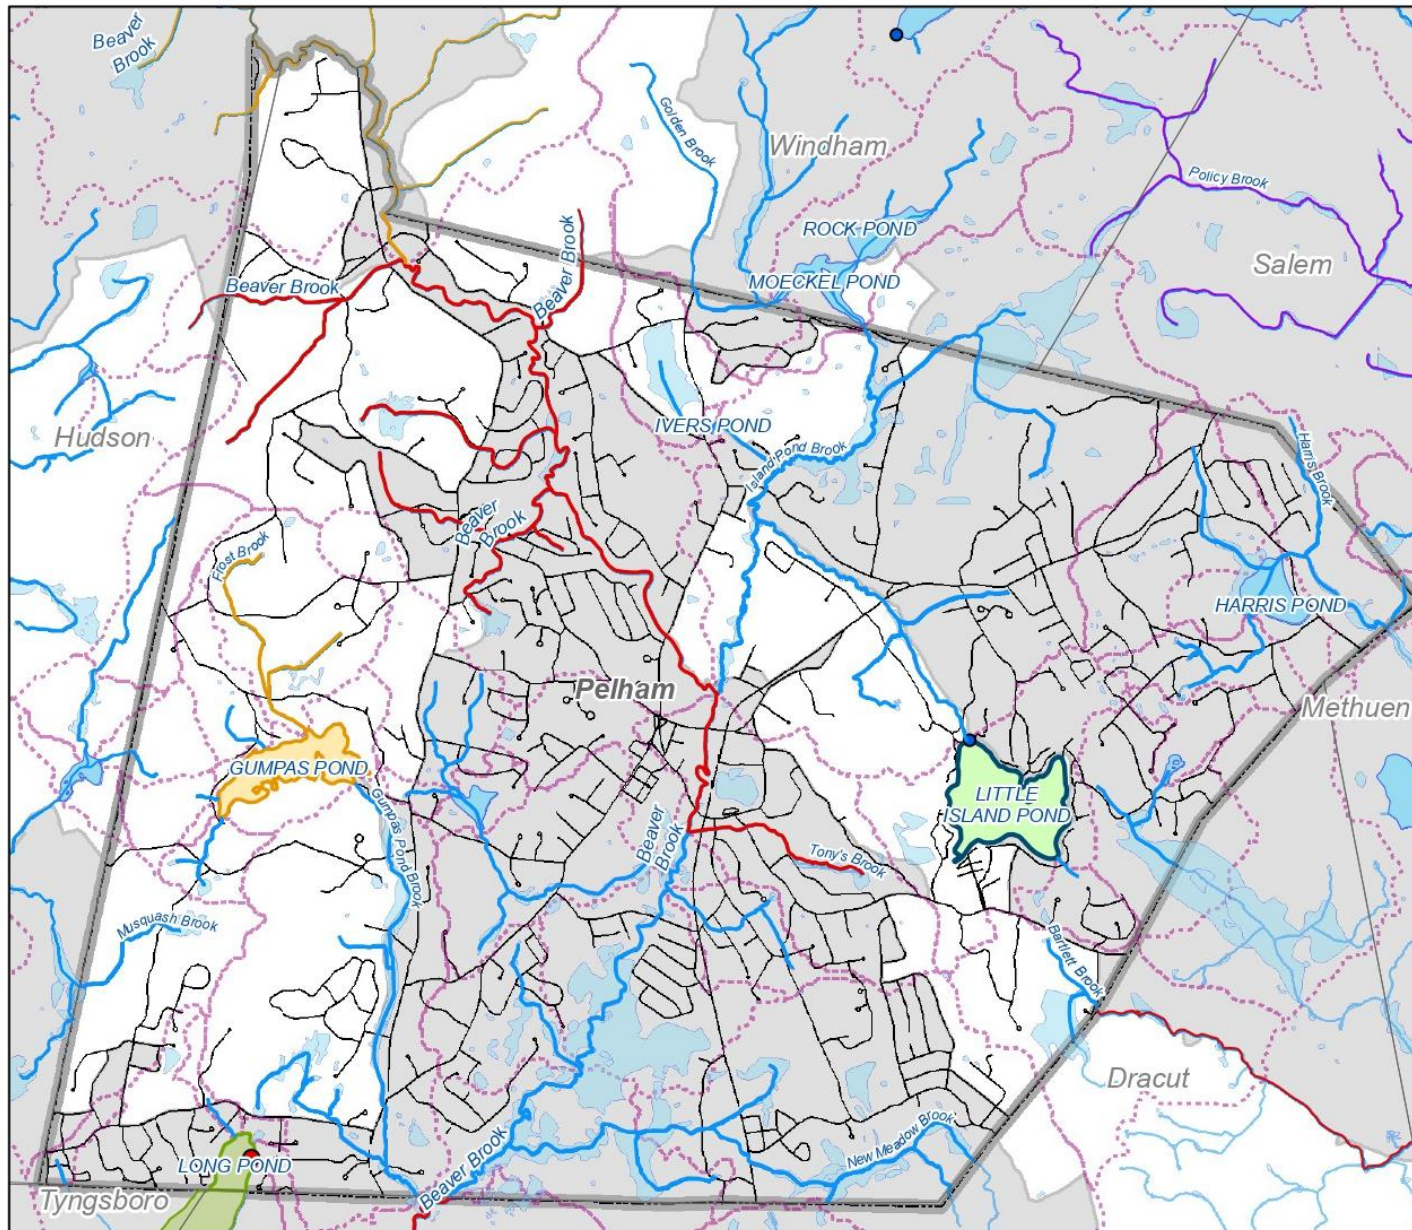 Beaver
Brook
Golden Brook
Windham
Policy Brook
ROCK POND
Salem
Beaver Brook
Beaver Brook
MOECKEL POND
Hudson
IVERS POND
Island Pond Brook
Harris Brook
Beaver
Brook
Frost Brook
HARRIS POND
Pelham
Methuen
GUMPAS POND
LITTLE
ISLAND POND
Gumpas Pond Brook
Beaver
Brook
Tony's Brook
Musquash Brook
Bartlett Brook
Dracut
New Meadow Brook
LONG POND
Beaver Brook
Tyngsboro